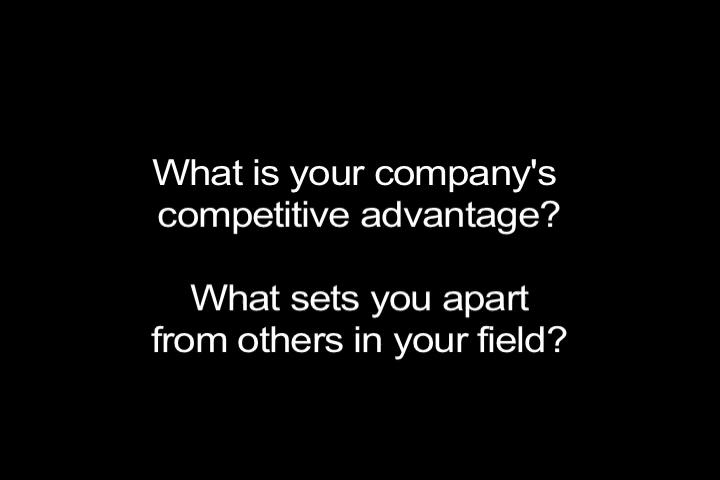 What is your company's
competitive advantage?
What sets you apart
from others in your field?